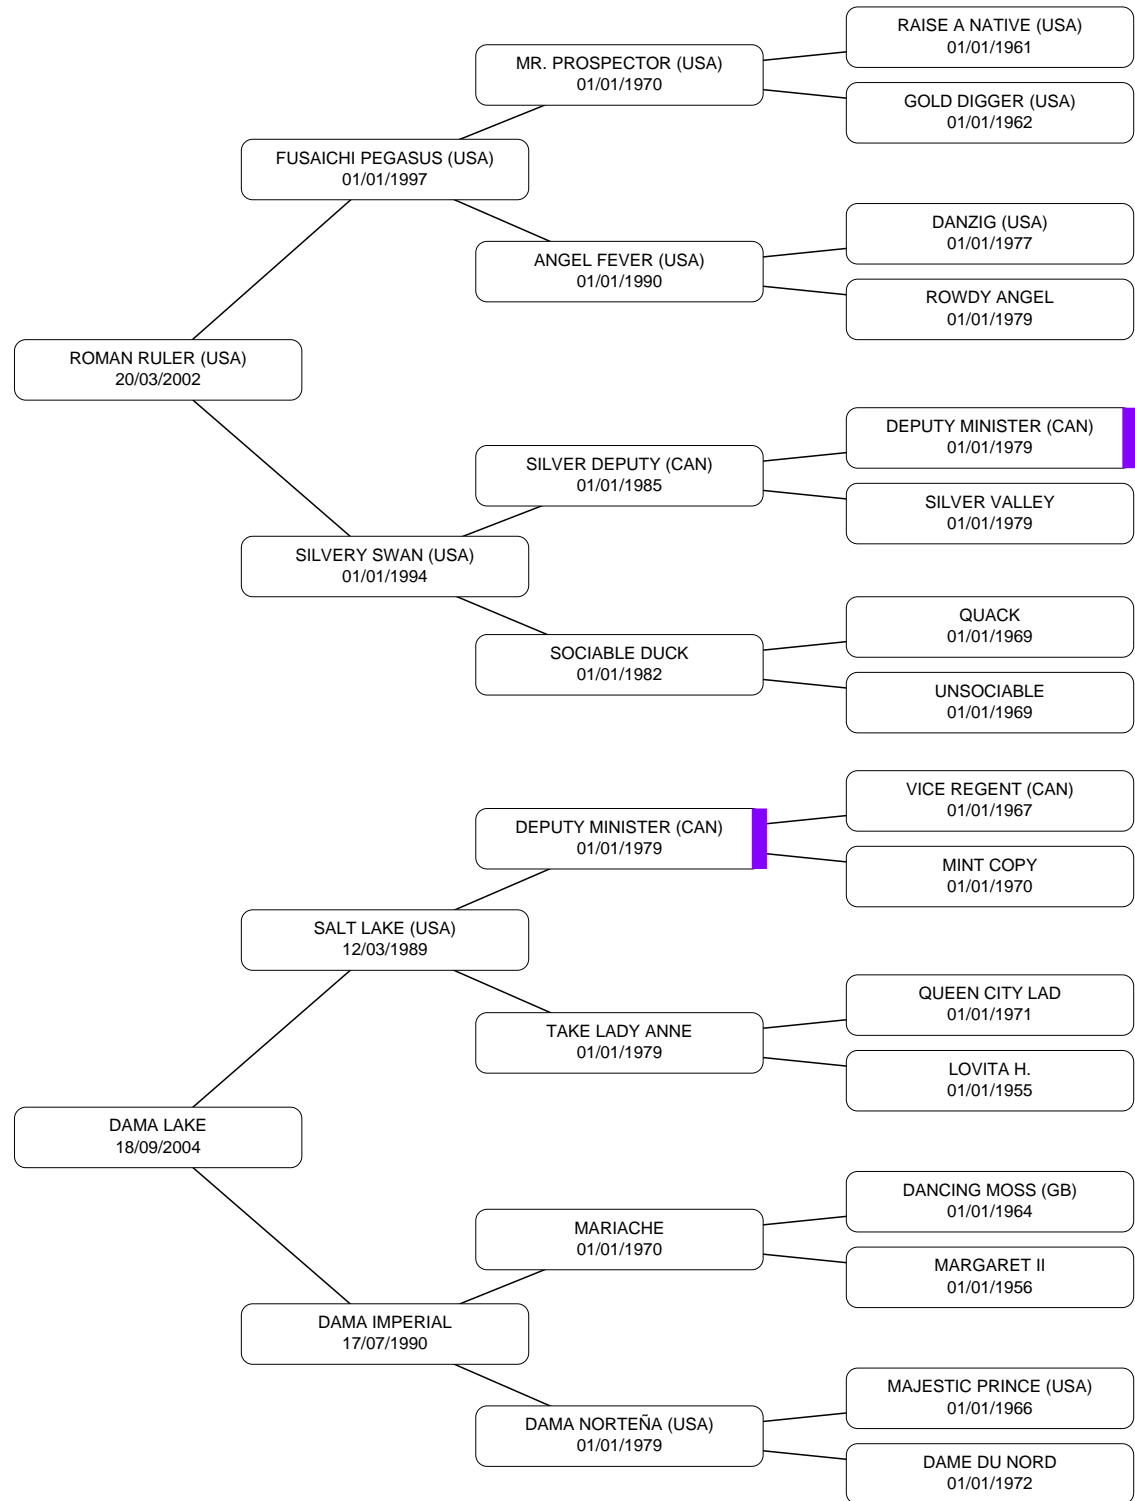 RAISE A NATIVE (USA)
01/01/1961
MR. PROSPECTOR (USA)
01/01/1970
GOLD DIGGER (USA)
01/01/1962
FUSAICHI PEGASUS (USA)
01/01/1997
DANZIG (USA)
01/01/1977
ANGEL FEVER (USA)
01/01/1990
ROWDY ANGEL
01/01/1979
ROMAN RULER (USA)
20/03/2002
DEPUTY MINISTER (CAN)
01/01/1979
SILVER DEPUTY (CAN)
01/01/1985
SILVER VALLEY
01/01/1979
SILVERY SWAN (USA)
01/01/1994
QUACK
01/01/1969
SOCIABLE DUCK
01/01/1982
UNSOCIABLE
01/01/1969
VICE REGENT (CAN)
01/01/1967
DEPUTY MINISTER (CAN)
01/01/1979
MINT COPY
01/01/1970
SALT LAKE (USA)
12/03/1989
QUEEN CITY LAD
01/01/1971
TAKE LADY ANNE
01/01/1979
LOVITA H.
01/01/1955
DAMA LAKE
18/09/2004
DANCING MOSS (GB)
01/01/1964
MARIACHE
01/01/1970
MARGARET II
01/01/1956
DAMA IMPERIAL
17/07/1990
MAJESTIC PRINCE (USA)
01/01/1966
DAMA NORTEÑA (USA)
01/01/1979
DAME DU NORD
01/01/1972